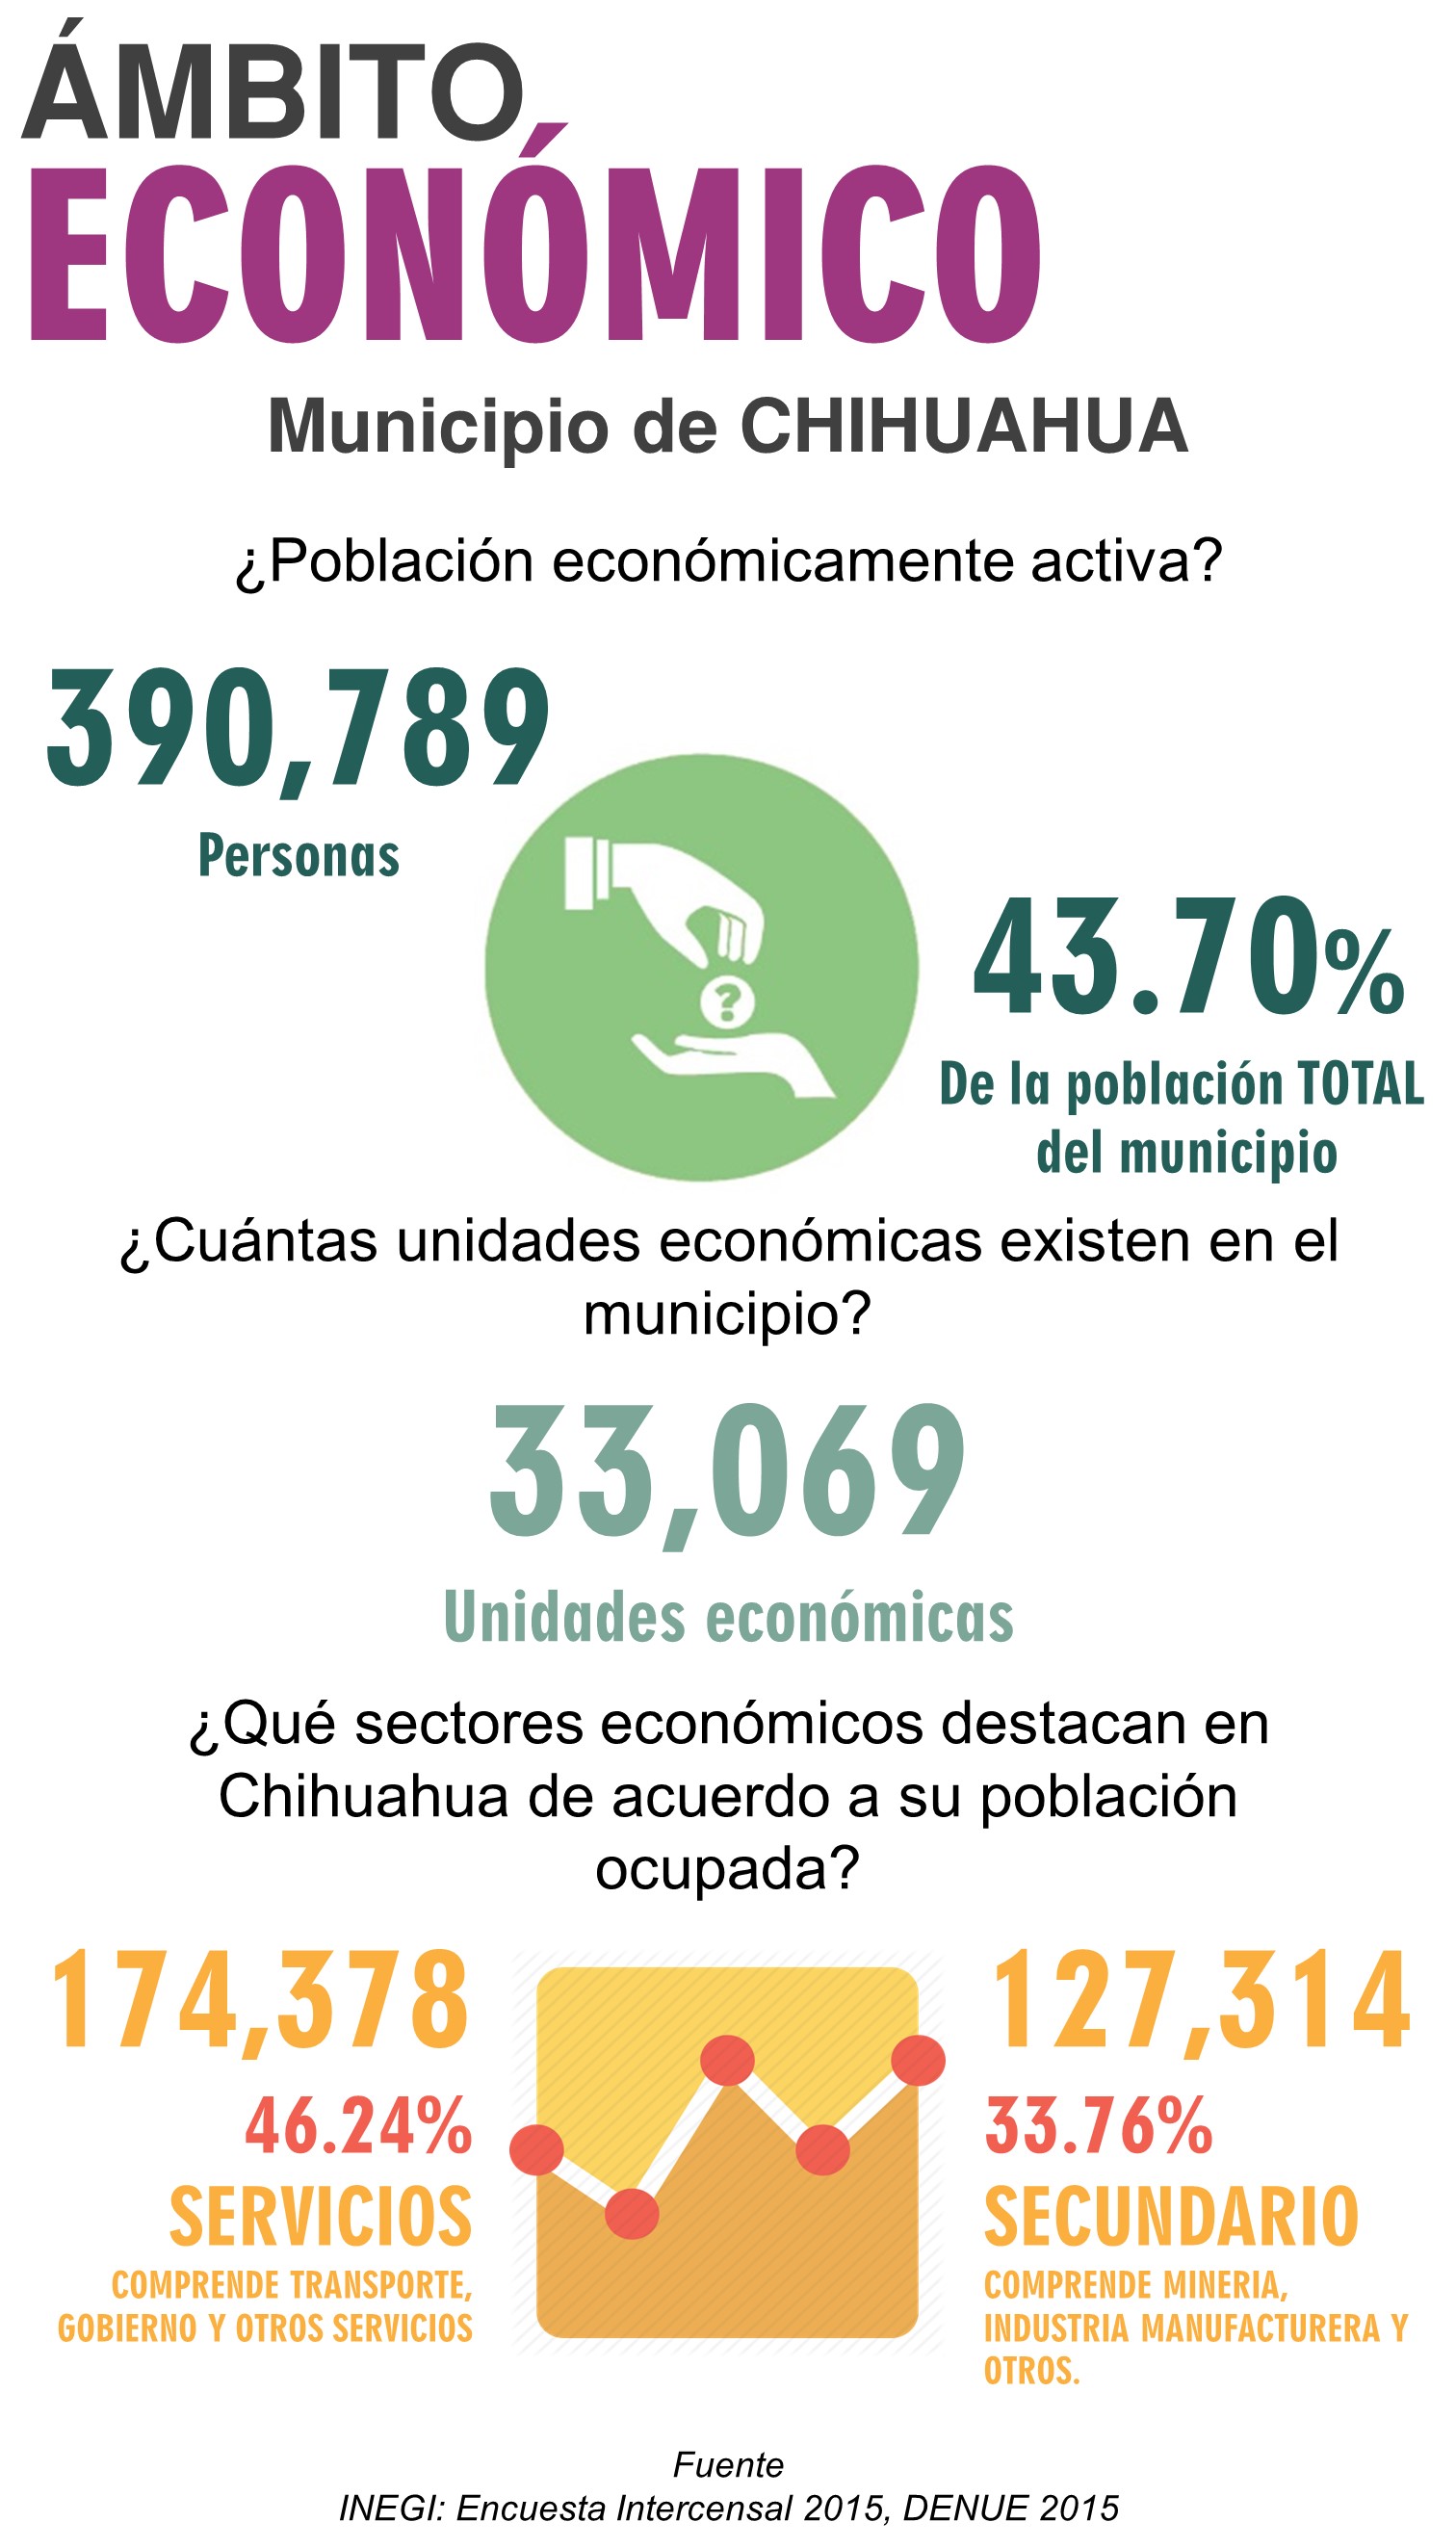 ÁMBITO
ECONÓMICO
Municipio de CHIHUAHUA
¿Población económicamente activa?
390,789
Personas
?
43.70%
De la población TOTAL
del municipio
¿Cuántas unidades económicas existen en el
municipio?
33,069
Unidades económicas
¿Qué sectores económicos destacan en
Chihuahua de acuerdo a su población
ocupada?
174,378
46.24%
SERVICIOS
COMPRENDE TRANSPORTE,
GOBIERNO Y OTROS SERVICIOS
127,314
33.76%
SECUNDARIO
COMPRENDE MINERIA,
INDUSTRIA MANUFACTURERA Y
OTROS.
Fuente
INEGI: Encuesta Intercensal 2015, DENUE 2015